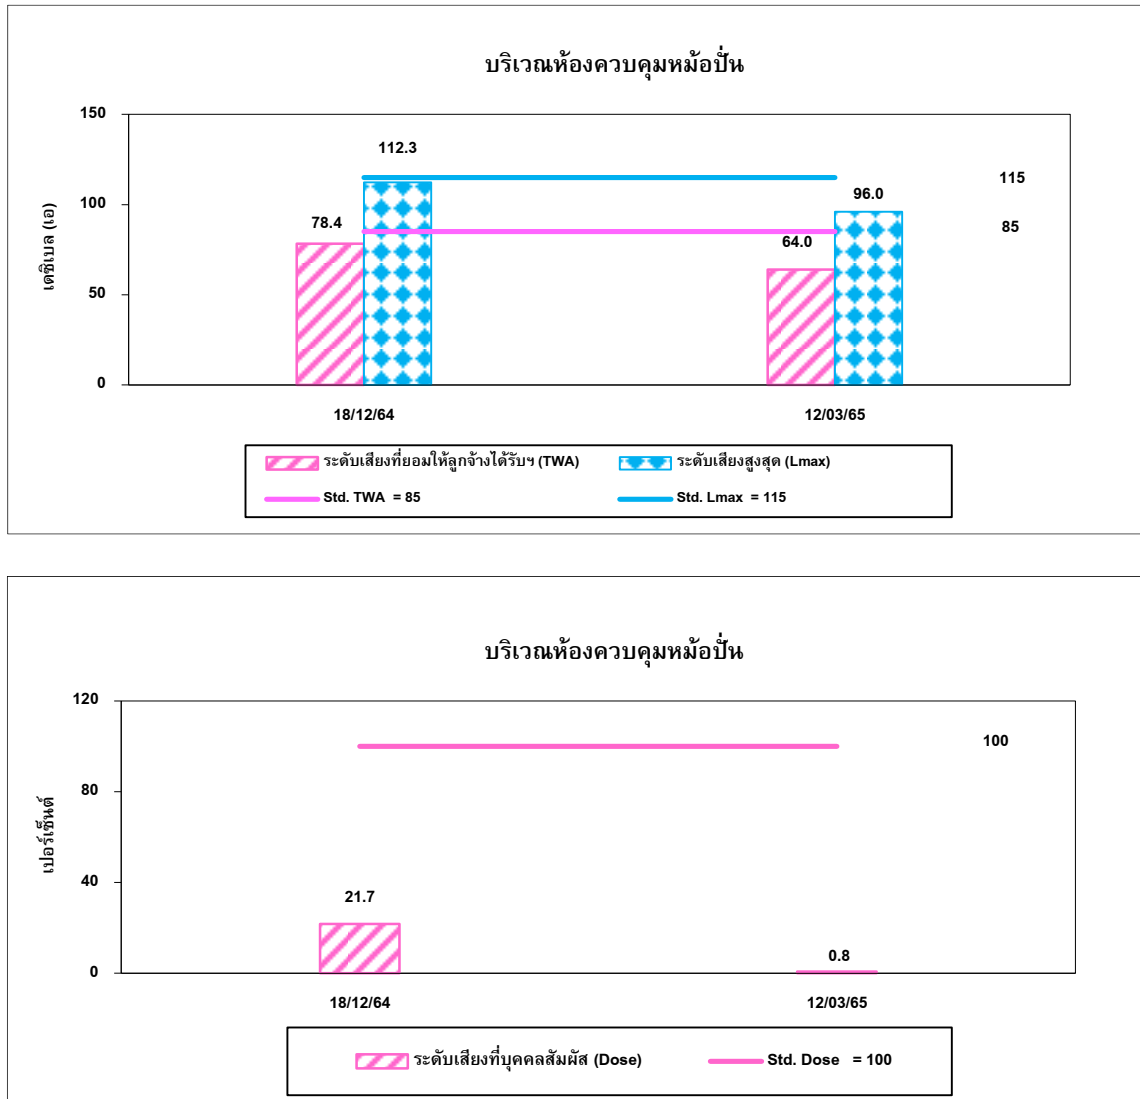 บริเวณห้องควบคุมหม้อปั่น
150
112.3
115
100
96.0
78.4
85
64.0
เดซิเบล (เอ)
50
0
18/12/64 12/03/65
ระดับเสียงที่ยอมให้ลูกจ้างได้รับฯ (TWA) ระดับเสียงสูงสุด (Lmax)
Std. TWA = 85 Std. Lmax = 115
บริเวณห้องควบคุมหม้อปั่น
120
100
80
เปอร์เซ็นต์
40
21.7
0.8
0
18/12/64 12/03/65
ระดับเสียงที่บุคคลสัมผัส (Dose) Std. Dose = 100